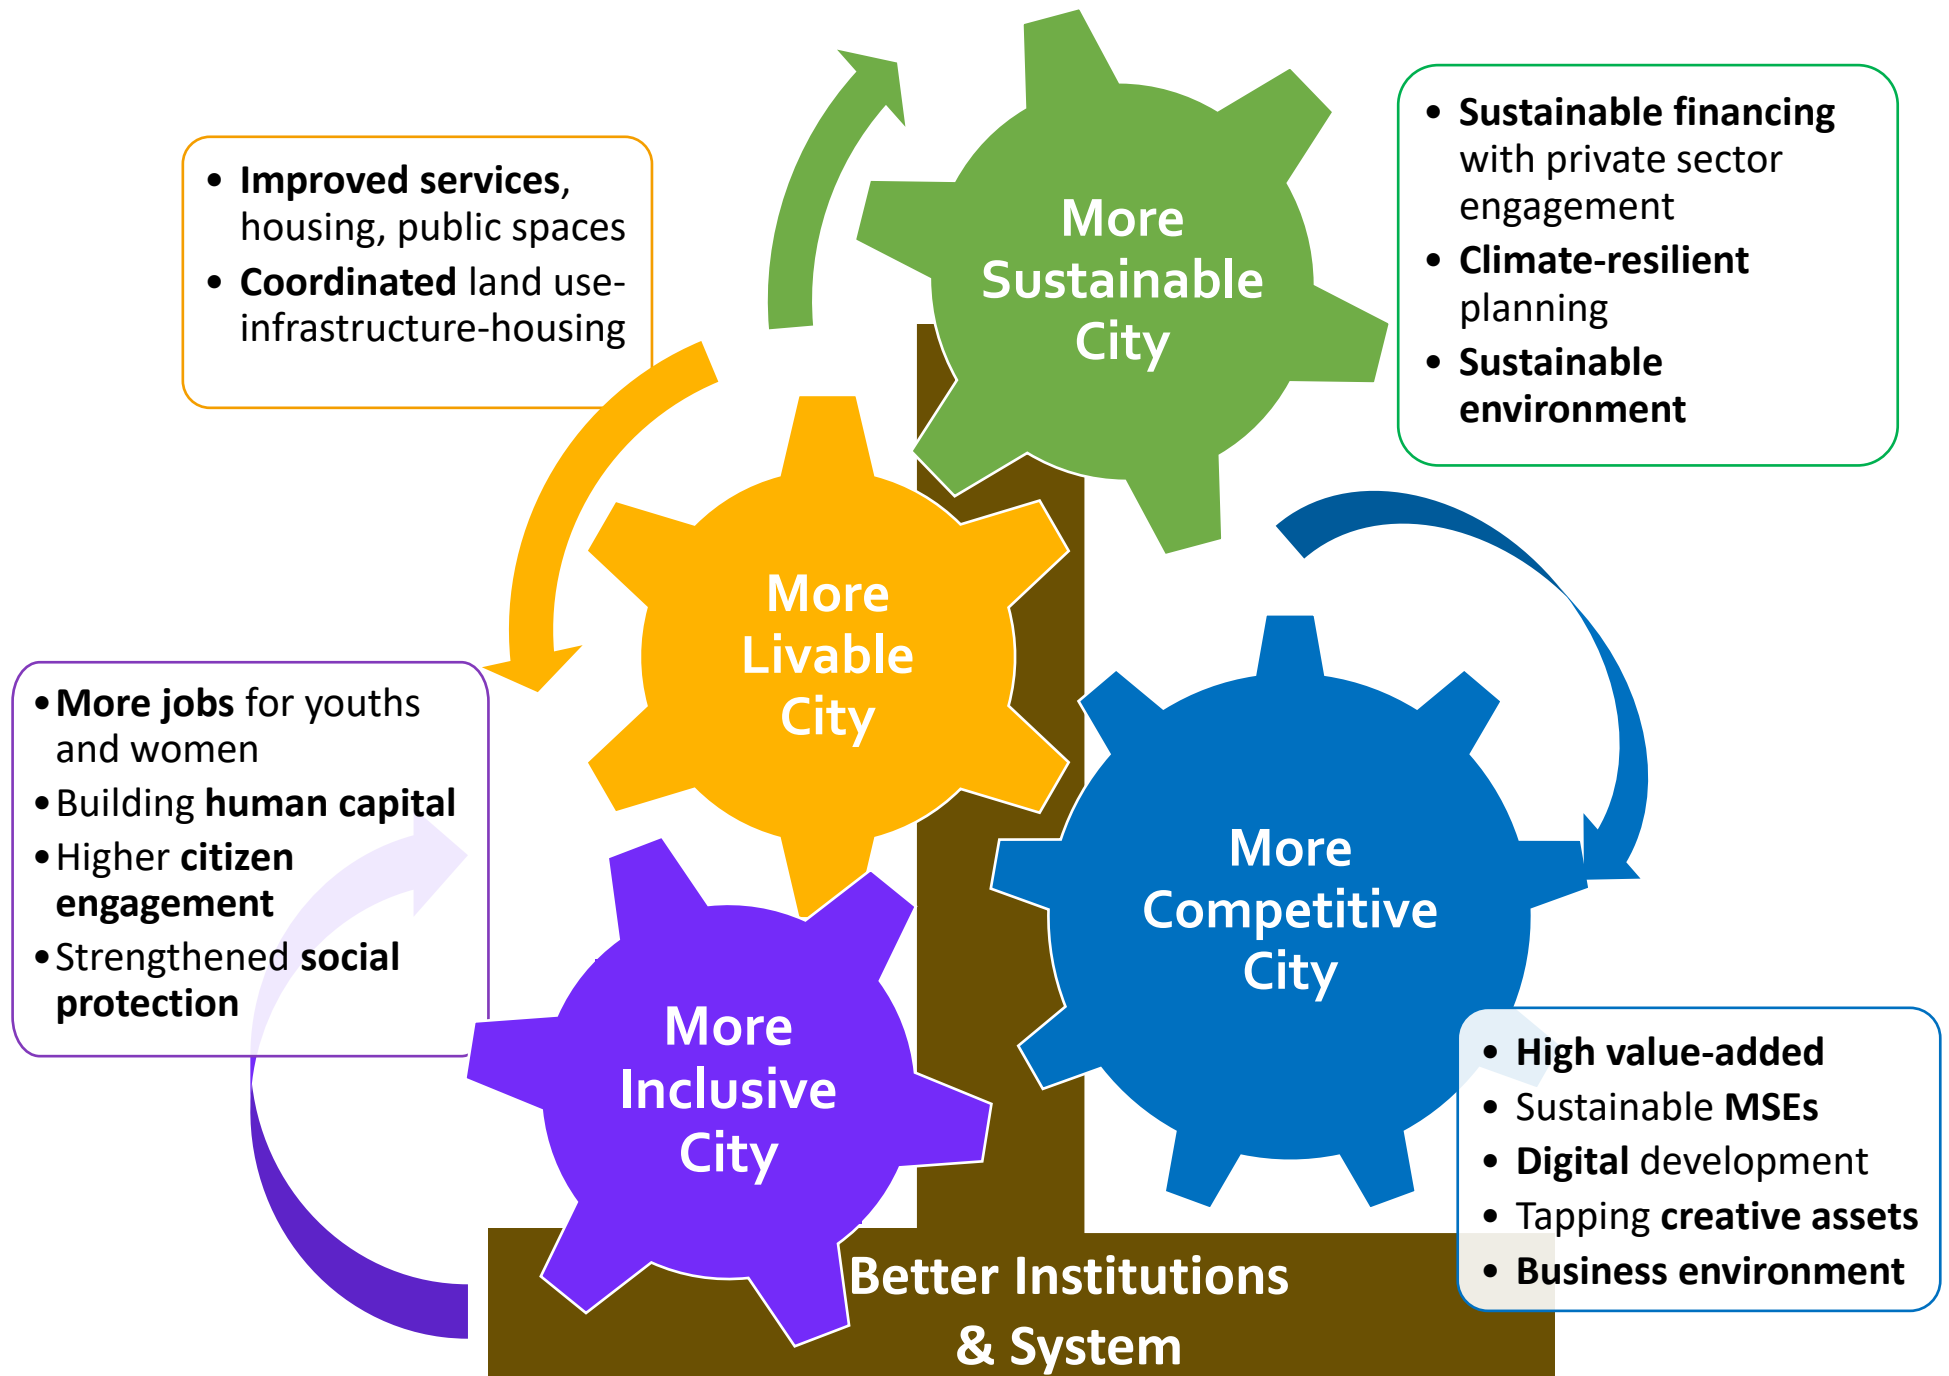 More
Sustainable
City
• Sustainable financing
with private sector
engagement
• Climate-resilient
planning
• Sustainable
environment
• Improved services,
housing, public spaces
• Coordinated land use-
infrastructure-housing
More
Livable
City
• More jobs for youths
and women
• Building human capital
• Higher citizen
engagement
• Strengthened social
protection
More
Inclusive
City
More
Competitive
City
• High value-added
• Sustainable MSEs
• Digital development
• Tapping creative assets
• Business environment
Better Institutions
& System